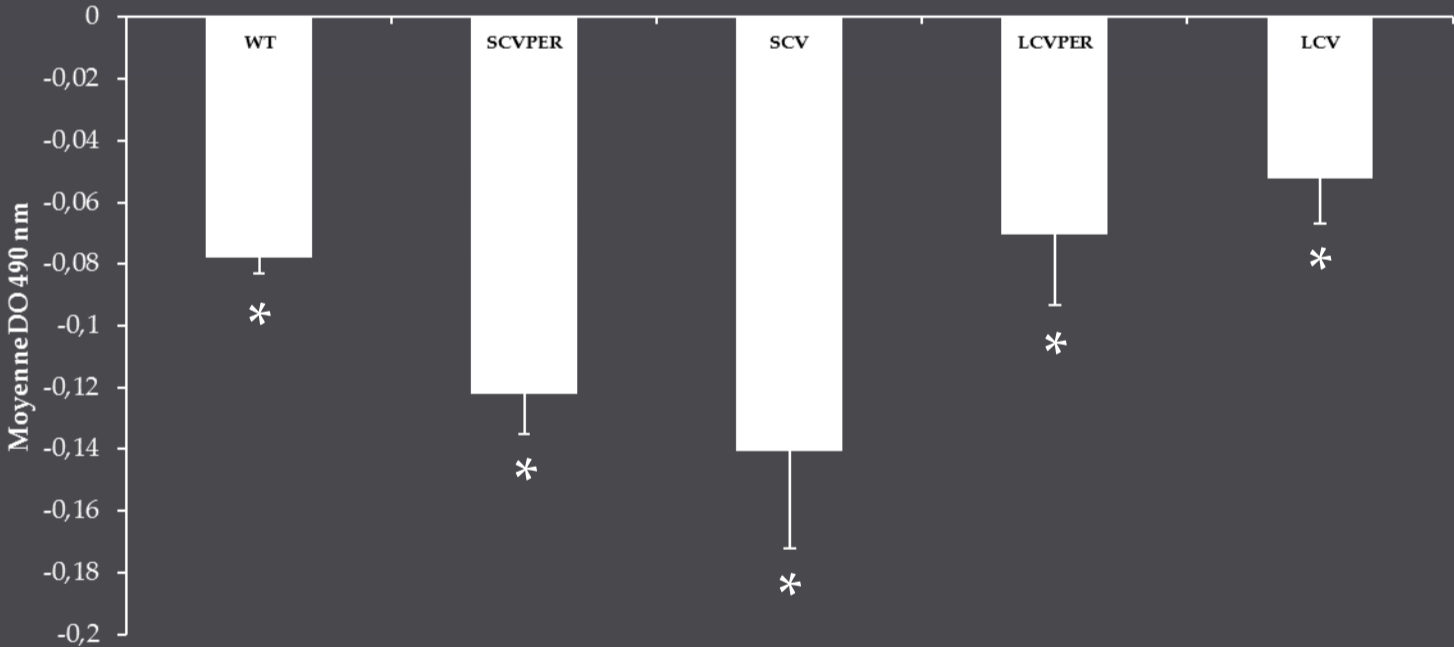 0
-0,02
-0,04
-0,06
-0,08
-0,1
-0,12
-0,14
-0,16
-0,18
-0,2
Moyenne DO 490 nm
WT
SCVPER
SCV
LCVPER
LCV
*
*
*
*
*